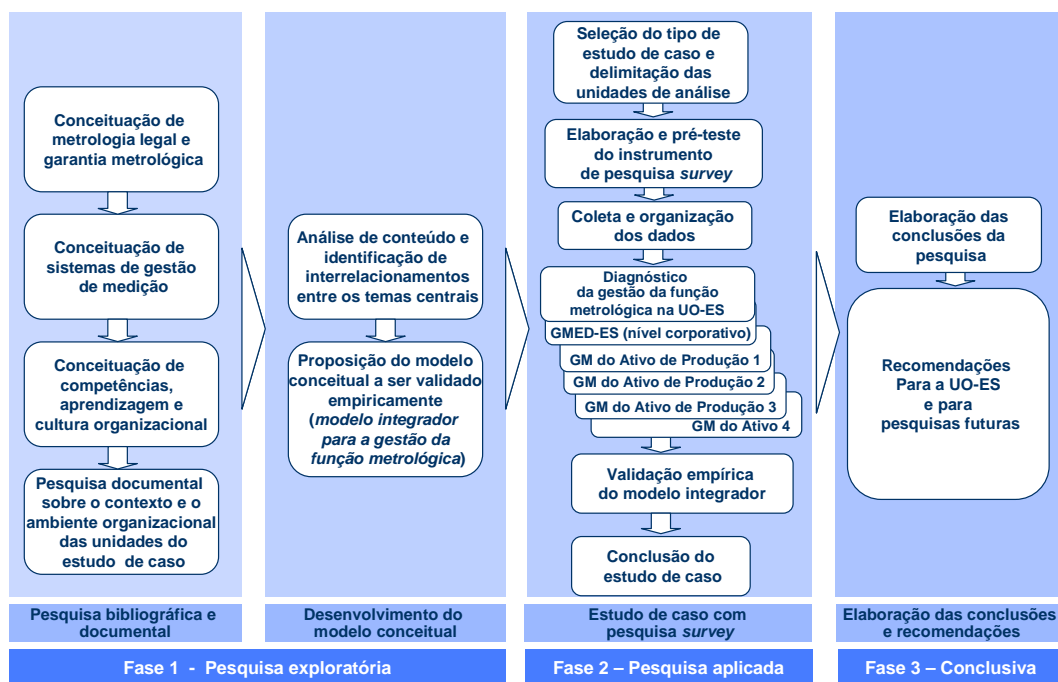 Conceituação de
metrologia legal e
garantia metrológica
Conceituação de
sistemas de gestão
de medição
Conceituação de
competências,
aprendizagem e
cultura organizacional
Pesquisa documental
sobre o contexto e o
ambiente organizacional
das unidades do
estudo de caso
Pesquisa bibliográfica e
documental
Análise de conteúdo e
identificação de
interrelacionamentos
entre os temas centrais
Proposição do modelo
conceitual a ser validado
empiricamente
(modelo integrador
para a gestão da
função metrológica)
Desenvolvimento do
modelo conceitual
Seleção do tipo de
estudo de caso e
delimitação das
unidades de análise
Elaboração e pré-teste
do instrumento
de pesquisa survey
Coleta e organização
dos dados
Diagnóstico
da gestão da função
metrológica na UO-ES
GMED-ES (nível corporativo)
GM do Ativo de Produção 1
GM do Ativo de Produção 2
GM do Ativo de Produção 3
GM do Ativo 4
Validação empírica
do modelo integrador
Conclusão do
estudo de caso
Estudo de caso com
pesquisa survey
Elaboração das
conclusões da
pesquisa
Recomendações
Para a UO-ES
e para
pesquisas futuras
Elaboração das conclusões
e recomendações
Fase 1 - Pesquisa exploratória
Fase 2 – Pesquisa aplicada
Fase 3 – Conclusiva